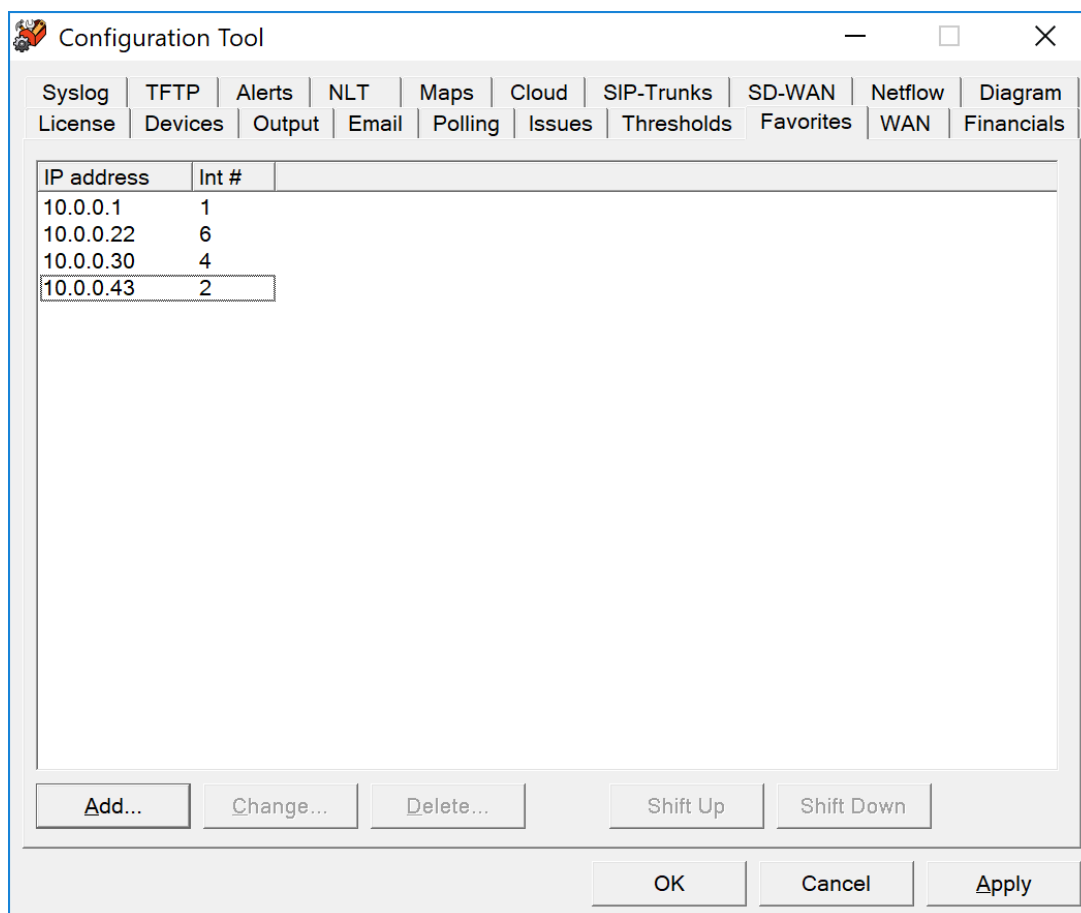 Configuration Tool
Syslog TFTP Alerts NLT Maps Cloud SIP-Trunks SD-WAN Netflow Diagram
License Devices Output Email Polling Issues Thresholds Favorites WAN Financials
IP address Int #
10.0.0.1 1
10.0.0.22 6
10.0.0.30 4
10.0.0.43 2
Add... Change... Delete... Shift Up Shift Down
OK Cancel Apply